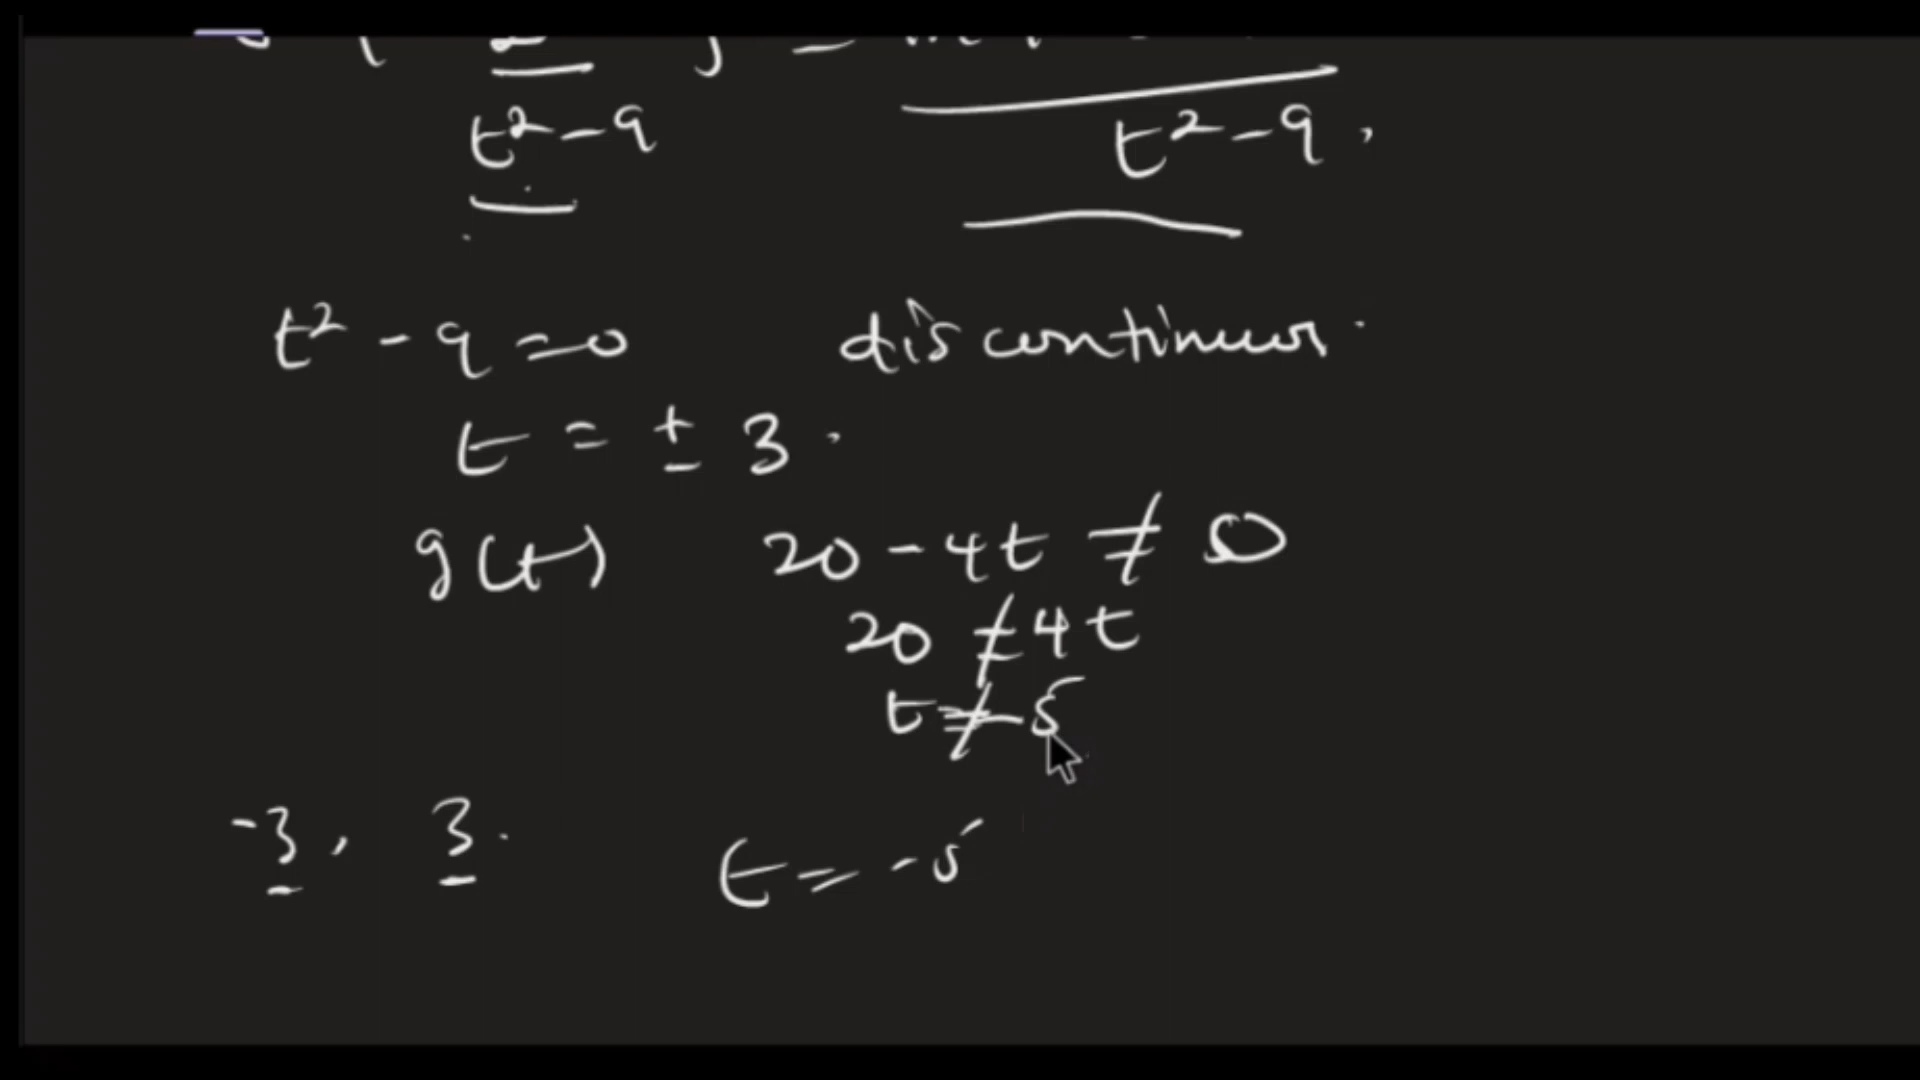 t²-9 t²-9,
t²-9=0 discontinuous.
t = ± 3.
g(t) 20-4t ≠ 0
20 ≠ 4t
t ≠ 5
-3, 3. t = -5